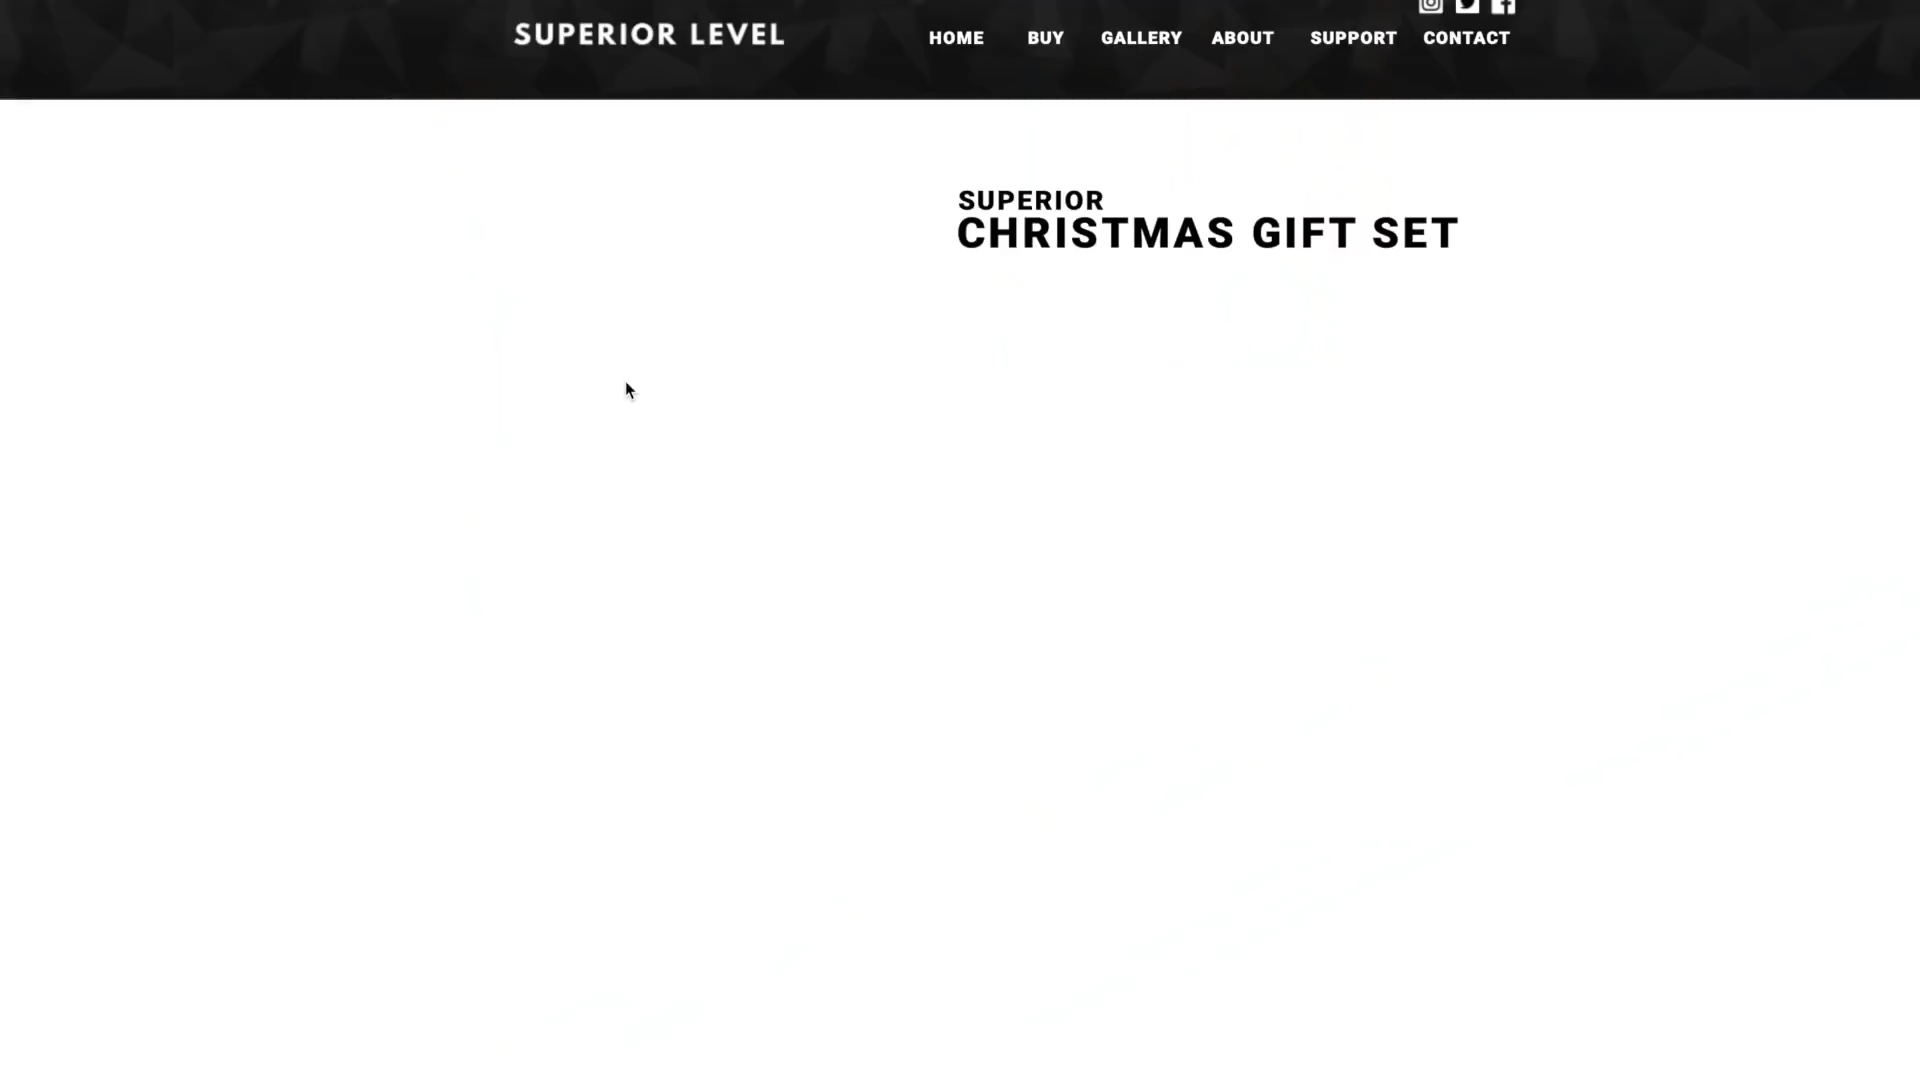 SUPERIOR LEVEL
HOME BUY GALLERY ABOUT SUPPORT CONTACT
SUPERIOR
CHRISTMAS GIFT SET